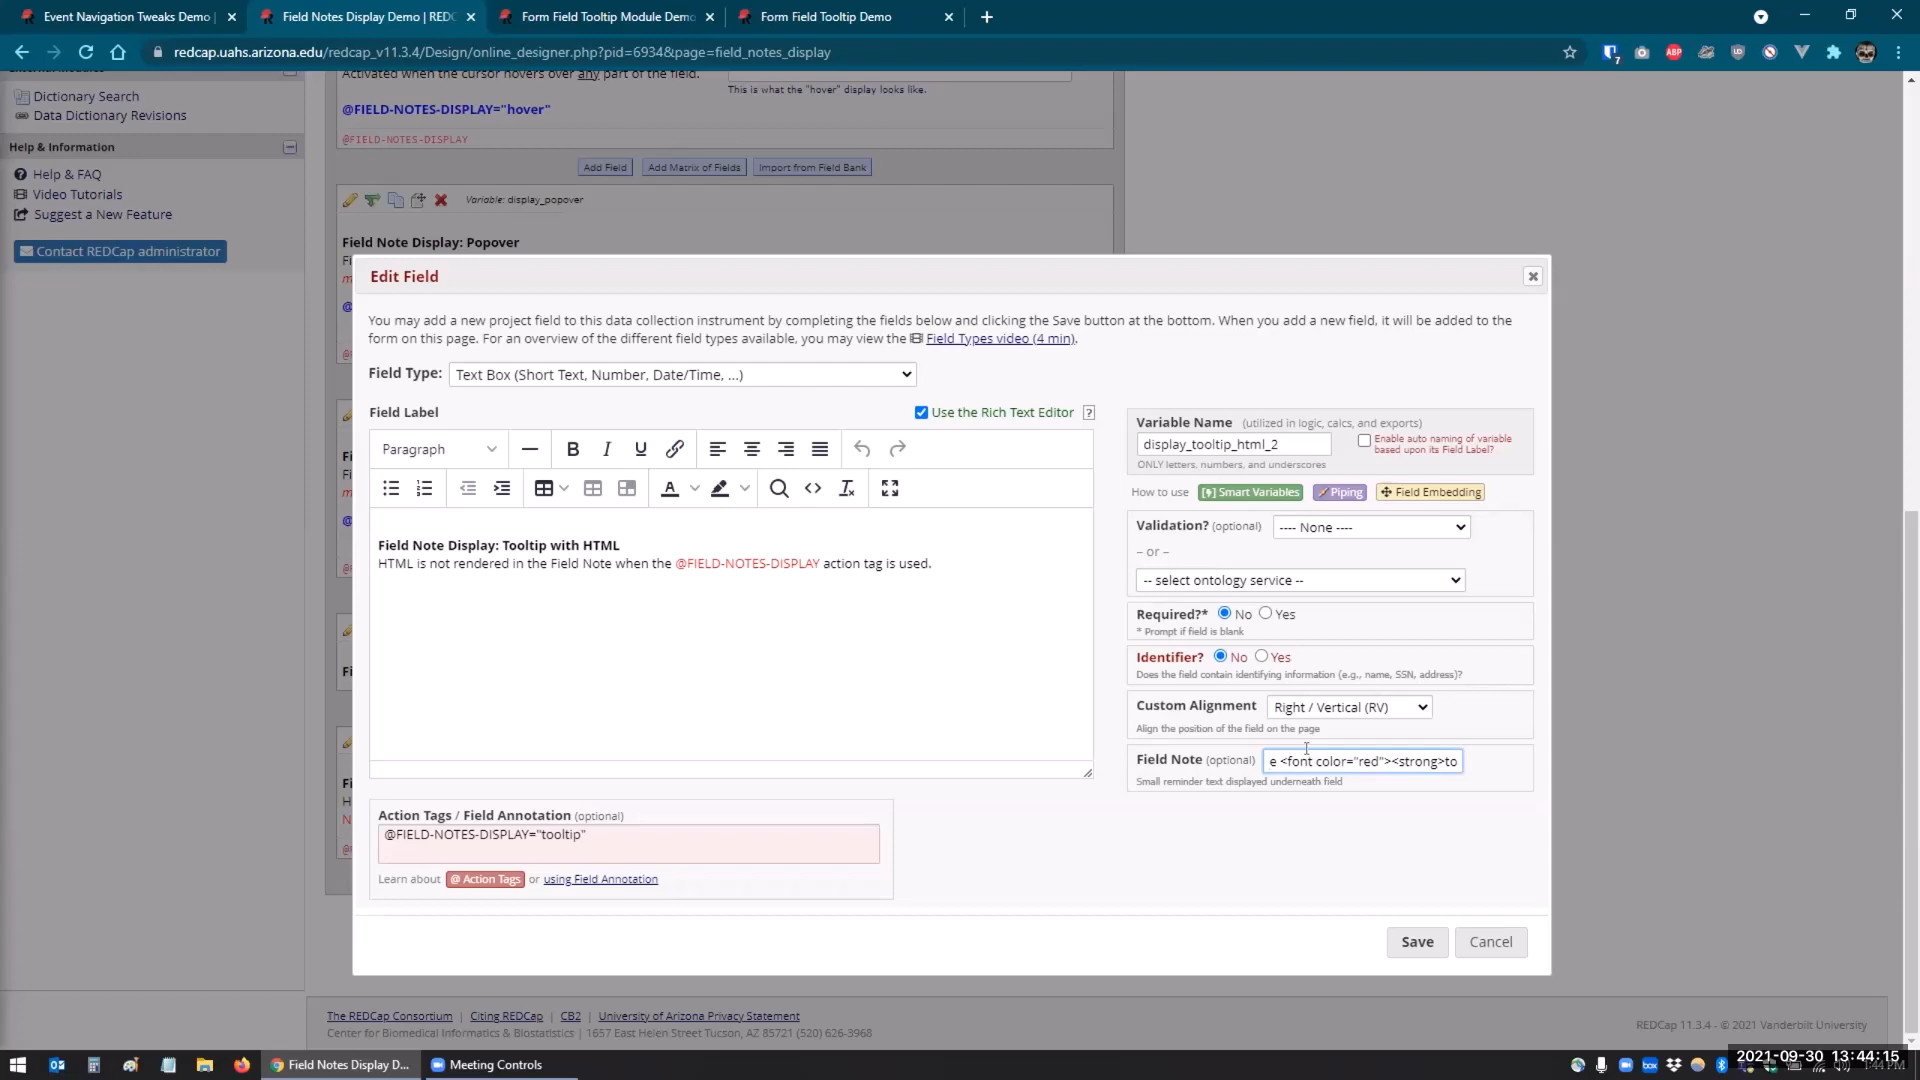 Event Navigation Tweaks Demo
Field Notes Display Demo | REDC
Form Field Tooltip Module Demo
Form Field Tooltip Demo
redcap.uahs.arizona.edu/redcap_v11.3.4/Design/online_designer.php?pid=6934&page=field_notes_display
Dictionary Search
Data Dictionary Revisions
Help & Information
Help & FAQ
Video Tutorials
Suggest a New Feature
Contact REDCap administrator
Activated when the cursor hovers over any part of the field.
This is what the "hover" display looks like.
@FIELD-NOTES-DISPLAY="hover"
@FIELD-NOTES-DISPLAY
Add Field
Add Matrix of Fields
Import from Field Bank
Variable: display_popover
Field Note Display: Popover
Edit Field
You may add a new project field to this data collection instrument by completing the fields below and clicking the Save button at the bottom. When you add a new field, it will be added to the
form on this page. For an overview of the different field types available, you may view the Field Types video (4 min).
Field Type: Text Box (Short Text, Number, Date/Time, ...)
Field Label
Use the Rich Text Editor ?
Paragraph
Field Note Display: Tooltip with HTML
HTML is not rendered in the Field Note when the @FIELD-NOTES-DISPLAY action tag is used.
Action Tags / Field Annotation (optional)
@FIELD-NOTES-DISPLAY="tooltip"
Learn about @ Action Tags or using Field Annotation
Variable Name (utilized in logic, calcs, and exports)
display_tooltip_html_2
Enable auto naming of variable
based upon its Field Label?
ONLY letters, numbers, and underscores
How to use Smart Variables Piping Field Embedding
Validation? (optional) ---- None ----
-- or --
-- select ontology service --
Required?* No Yes
* Prompt if field is blank
Identifier? No Yes
Does the field contain identifying information (e.g., name, SSN, address)?
Custom Alignment Right / Vertical (RV)
Align the position of the field on the page
Field Note (optional) e <font color="red"><strong>to
Small reminder text displayed underneath field
Save
Cancel
The REDCap Consortium | Citing REDCap | CB2 | University of Arizona Privacy Statement
Center for Biomedical Informatics & Biostatistics | 1657 East Helen Street Tucson, AZ 85721 (520) 626-3968
REDCap 11.3.4 - © 2021 Vanderbilt University
Field Notes Display D...
Meeting Controls
2021-09-30 13:44:15